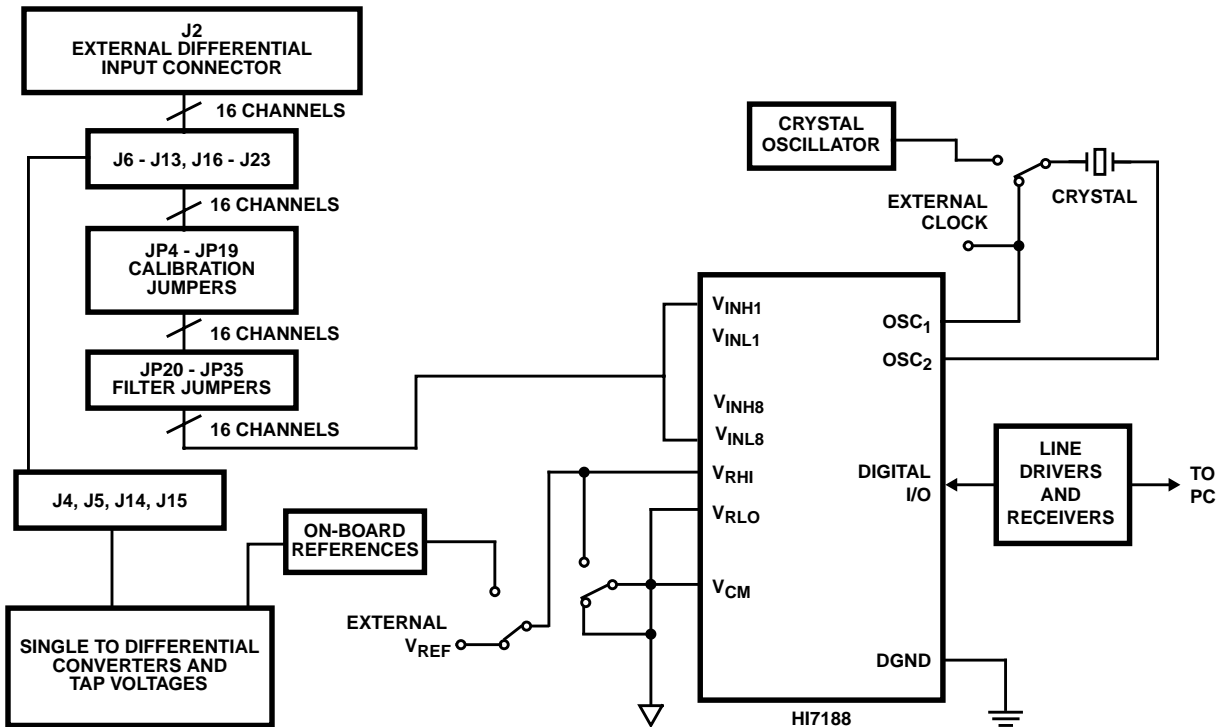 J2
EXTERNAL DIFFERENTIAL
INPUT CONNECTOR
16 CHANNELS
J6 - J13, J16 - J23
16 CHANNELS
JP4 - JP19
CALIBRATION
JUMPERS
16 CHANNELS
JP20 - JP35
FILTER JUMPERS
16 CHANNELS
J4, J5, J14, J15
SINGLE TO DIFFERENTIAL
CONVERTERS AND
TAP VOLTAGES
ON-BOARD
REFERENCES
EXTERNAL
VREF
CRYSTAL
OSCILLATOR
EXTERNAL
CLOCK
CRYSTAL
VINH1
VINL1
VINH8
VINL8
VRHI
VRLO
VCM
OSC1
OSC2
DIGITAL
I/O
DGND
HI7188
LINE
DRIVERS
AND
RECEIVERS
TO
PC